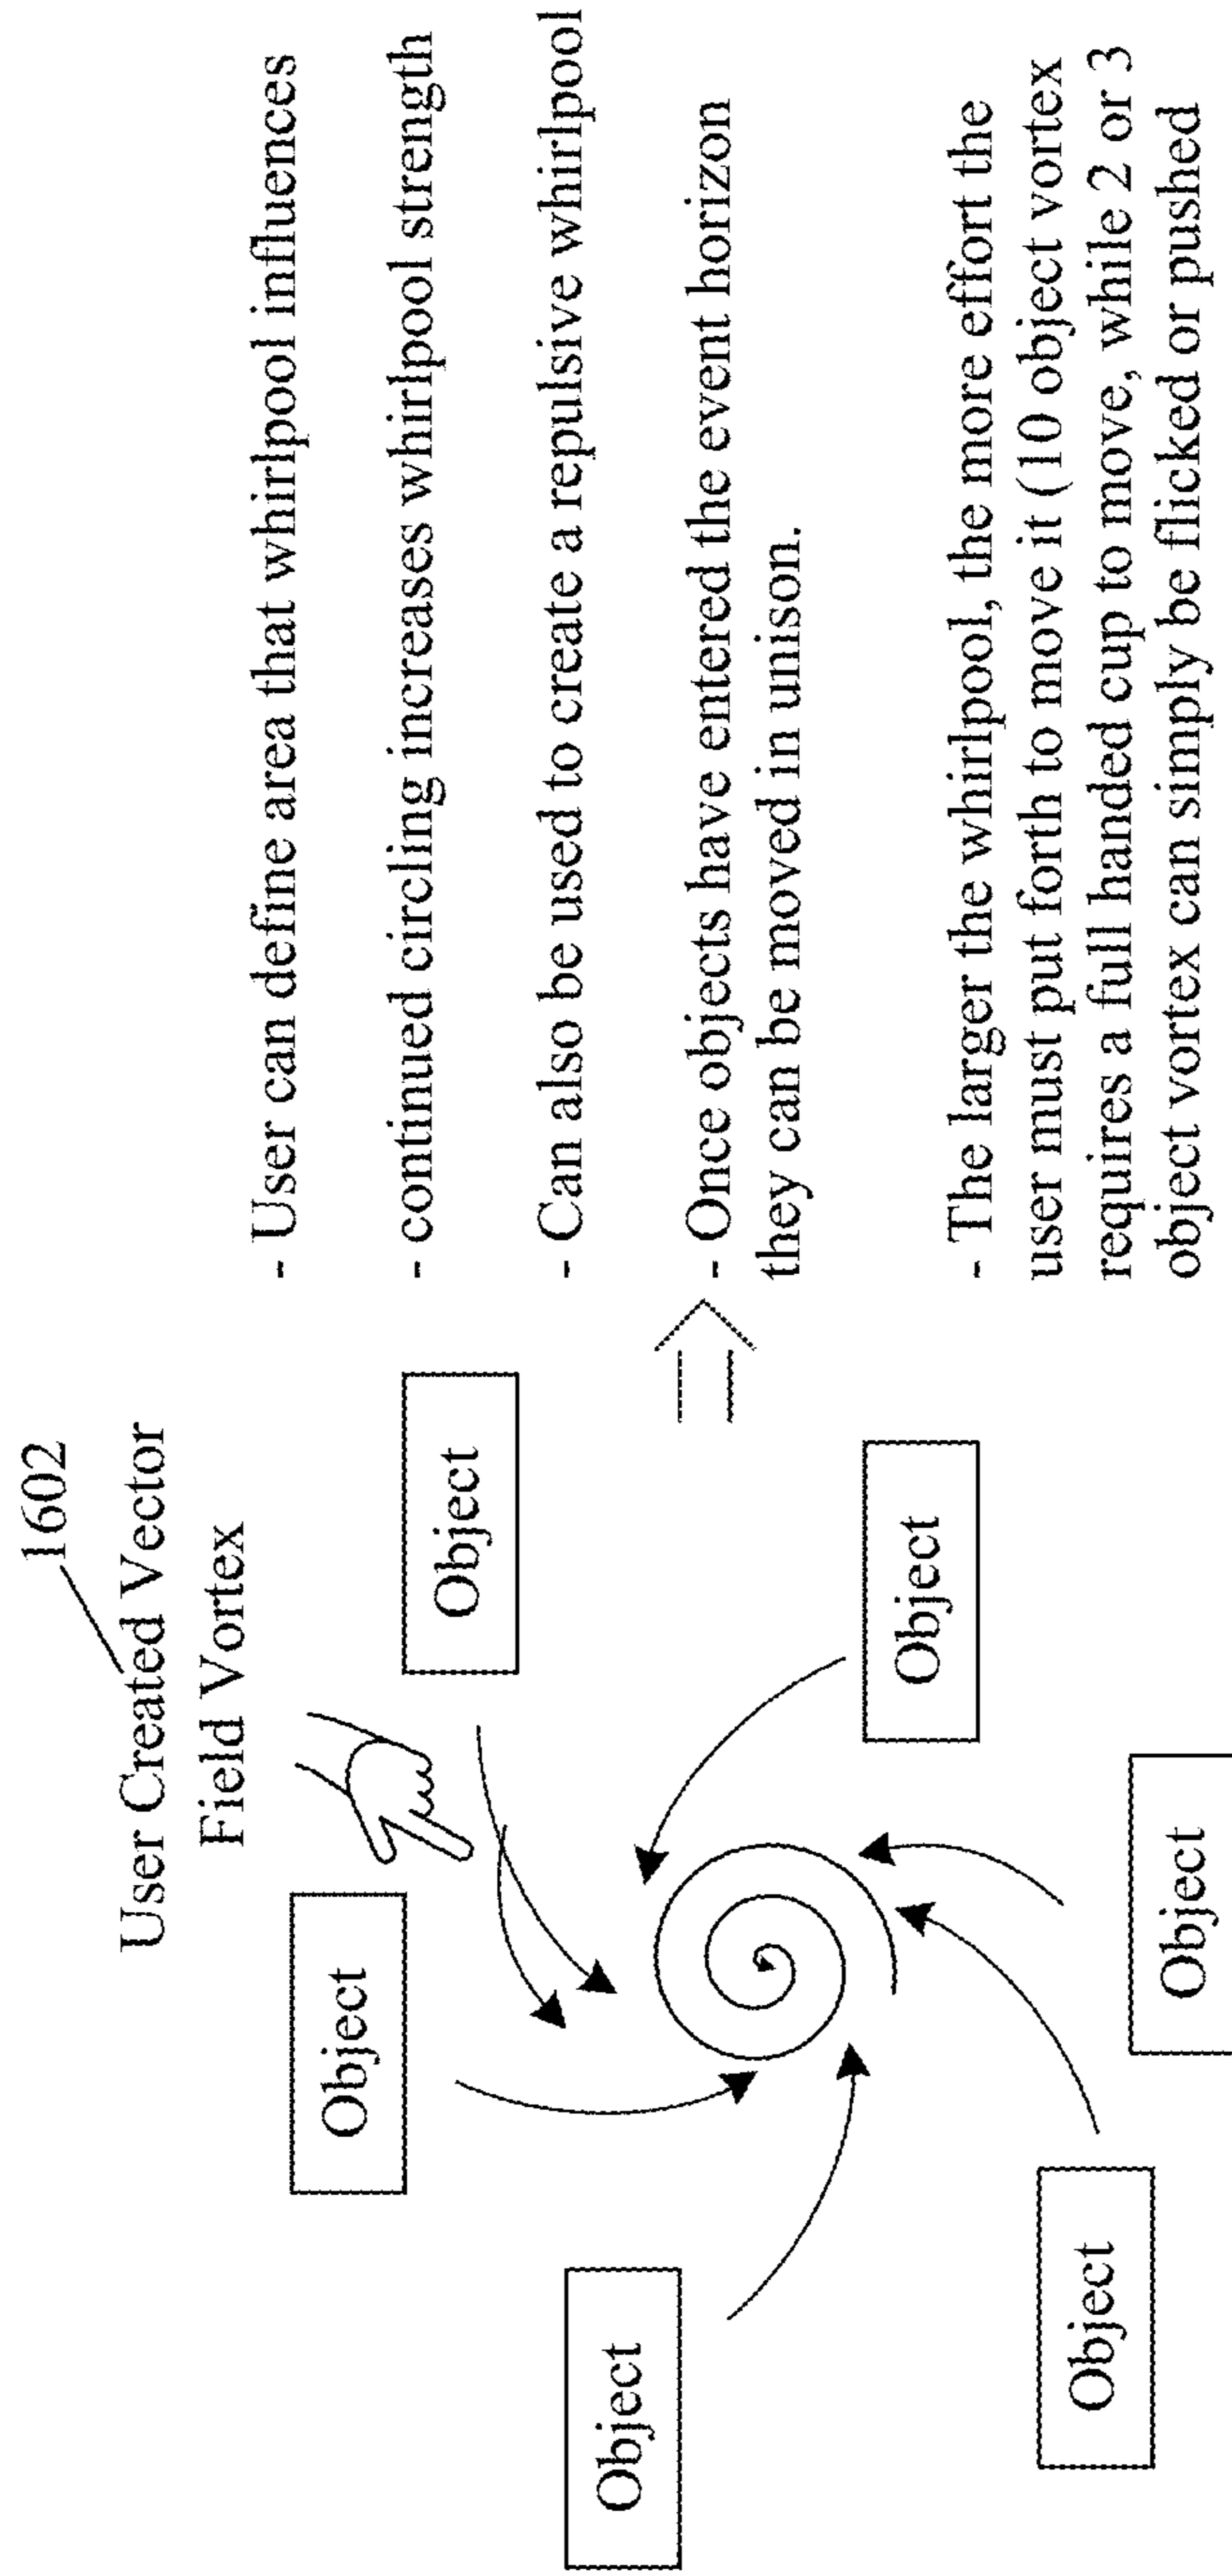 1602
User Created Vector
Field Vortex
Object
Object
Object
Object
Object
Object
- User can define area that whirlpool influences
- continued circling increases whirlpool strength
- Can also be used to create a repulsive whirlpool
- Once objects have entered the event horizon
they can be moved in unison.
- The larger the whirlpool, the more effort the
user must put forth to move it (10 object vortex
requires a full handed cup to move, while 2 or 3
object vortex can simply be flicked or pushed